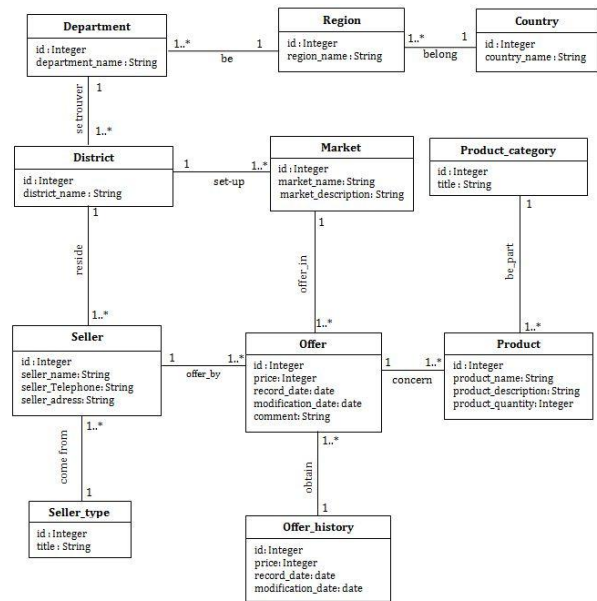 Department
id : Integer
department_name : String
1..*
be
1
Region
id : Integer
region_name : String
1..*
belong
1
Country
id : Integer
country_name : String
1
se trouver
1..*
District
id : Integer
district_name : String
1
set-up
1..*
Market
id : Integer
market_name: String
market_description: String
Product_category
id : Integer
title : String
1
reside
1..*
1
offer_in
1..*
1
be_part
1..*
Seller
id : Integer
seller_name: String
seller_Telephone: String
seller_adress: String
1
offer_by
1..*
Offer
id : Integer
price: Integer
record_date: date
modification_date: date
comment: String
1
concern
1..*
Product
id : Integer
product_name: String
product_description: String
product_quantity: Integer
1..*
come from
1
Seller_type
id : Integer
title : String
1..*
obtain
1
Offer_history
id: Integer
price: Integer
record_date: date
modification_date: date